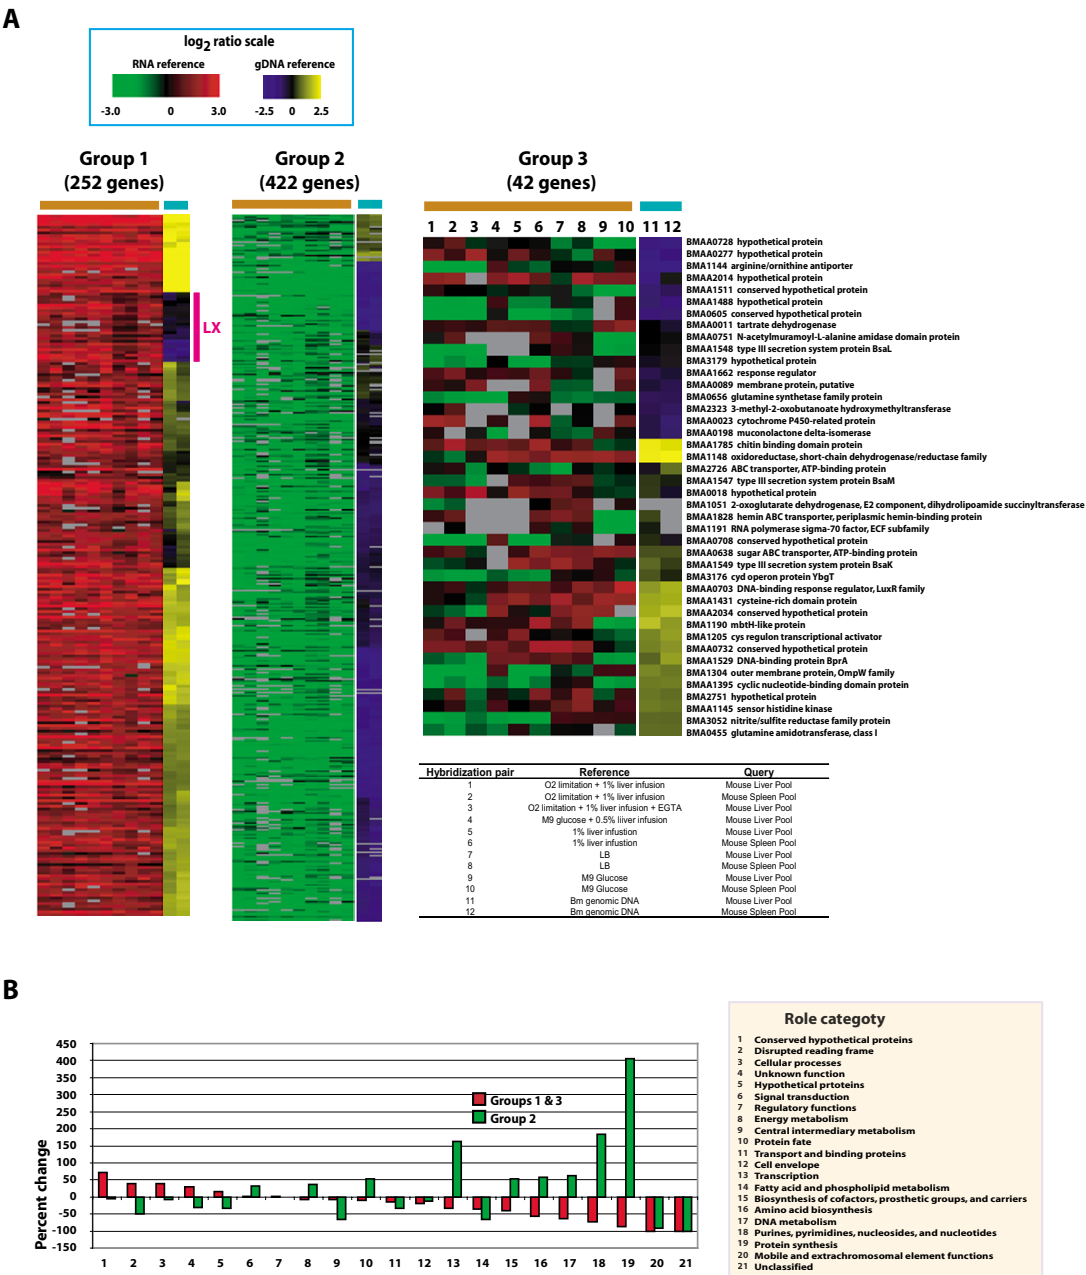 A
log2 ratio scale
RNA reference
gDNA reference
-3.0 0 3.0
-2.5 0 2.5
Group 1
(252 genes)
Group 2
(422 genes)
Group 3
(42 genes)
LX
1 2 3 4 5 6 7 8 9 10 11 12
BMAA0728 hypothetical protein
BMAA0277 hypothetical protein
BMA1144 arginine/ornithine antiporter
BMAA2014 hypothetical protein
BMAA1511 conserved hypothetical protein
BMAA1488 hypothetical protein
BMA0605 conserved hypothetical protein
BMAA0011 tartrate dehydrogenase
BMAA0751 N-acetylmuramoyl-L-alanine amidase domain protein
BMAA1548 type III secretion system protein BsaL
BMA3179 hypothetical protein
BMAA1662 response regulator
BMAA0089 membrane protein, putative
BMA0656 glutamine synthetase family protein
BMA2323 3-methyl-2-oxobutanoate hydroxymethyltransferase
BMAA0023 cytochrome P450-related protein
BMAA0198 muconolactone delta-isomerase
BMAA1785 chitin binding domain protein
BMA1148 oxidoreductase, short-chain dehydrogenase/reductase family
BMA2726 ABC transporter, ATP-binding protein
BMAA1547 type III secretion system protein BsaM
BMA0018 hypothetical protein
BMA1051 2-oxoglutarate dehydrogenase, E2 component, dihydrolipoamide succinyltransferase
BMAA1828 hemin ABC transporter, periplasmic hemin-binding protein
BMA1191 RNA polymerase sigma-70 factor, ECF subfamily
BMAA0708 conserved hypothetical protein
BMAA0638 sugar ABC transporter, ATP-binding protein
BMAA1549 type III secretion system protein BsaK
BMA3176 cyd operon protein YbgT
BMAA0703 DNA-binding response regulator, LuxR family
BMAA1431 cysteine-rich domain protein
BMA2034 conserved hypothetical protein
BMA1190 mbtH-like protein
BMA1205 cys regulon transcriptional activator
BMAA0732 conserved hypothetical protein
BMAA1529 DNA-binding protein BprA
BMA1304 outer membrane protein, OmpW family
BMAA1395 cyclic nucleotide-binding domain protein
BMA2751 hypothetical protein
BMAA1145 sensor histidine kinase
BMA3052 nitrite/sulfite reductase family protein
BMA0455 glutamine amidotransferase, class I
Hybridization pair Reference Query
1 O2 limitation + 1% liver infusion Mouse Liver Pool
2 O2 limitation + 1% liver infusion Mouse Spleen Pool
3 O2 limitation + 1% liver infusion + EGTA Mouse Liver Pool
4 M9 glucose + 0.5% liiver infusion Mouse Liver Pool
5 1% liver infustion Mouse Liver Pool
6 1% liver infustion Mouse Spleen Pool
7 LB Mouse Liver Pool
8 LB Mouse Spleen Pool
9 M9 Glucose Mouse Liver Pool
10 M9 Glucose Mouse Spleen Pool
11 Bm genomic DNA Mouse Liver Pool
12 Bm genomic DNA Mouse Spleen Pool
B
Percent change
450
400
350
300
250
200
150
100
50
0
-50
-100
-150
Groups 1 & 3
Group 2
1 2 3 4 5 6 7 8 9 10 11 12 13 14 15 16 17 18 19 20 21
Role categoty
1 Conserved hypothetical proteins
2 Disrupted reading frame
3 Cellular processes
4 Unknown function
5 Hypothetical prtoteins
6 Signal transduction
7 Regulatory functions
8 Energy metabolism
9 Central intermediary metabolism
10 Protein fate
11 Transport and binding proteins
12 Cell envelope
13 Transcription
14 Fatty acid and phospholipid metabolism
15 Biosynthesis of cofactors, prosthetic groups, and carriers
16 Amino acid biosynthesis
17 DNA metabolism
18 Purines, pyrimidines, nucleosides, and nucleotides
19 Protein synthesis
20 Mobile and extrachromosomal element functions
21 Unclassified